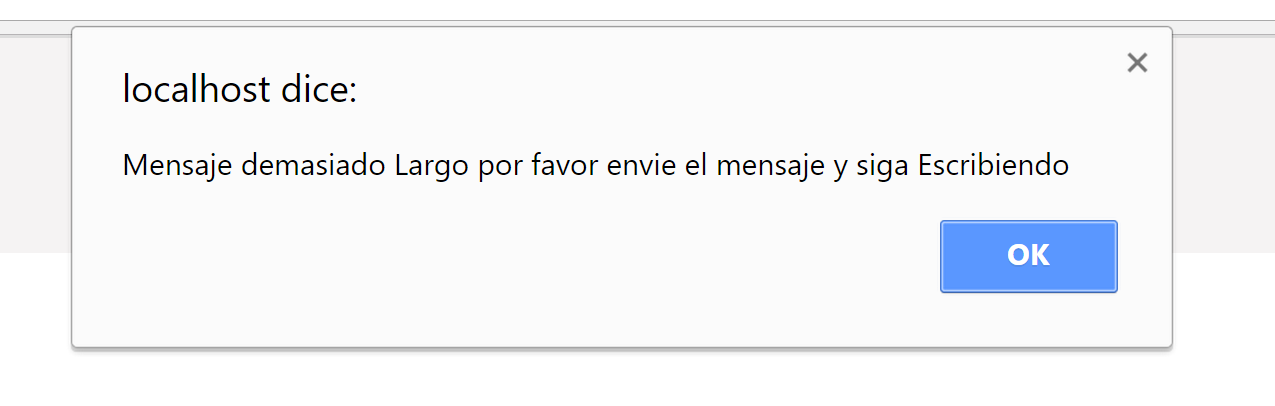 localhost dice:
Mensaje demasiado Largo por favor envie el mensaje y siga Escribiendo
OK